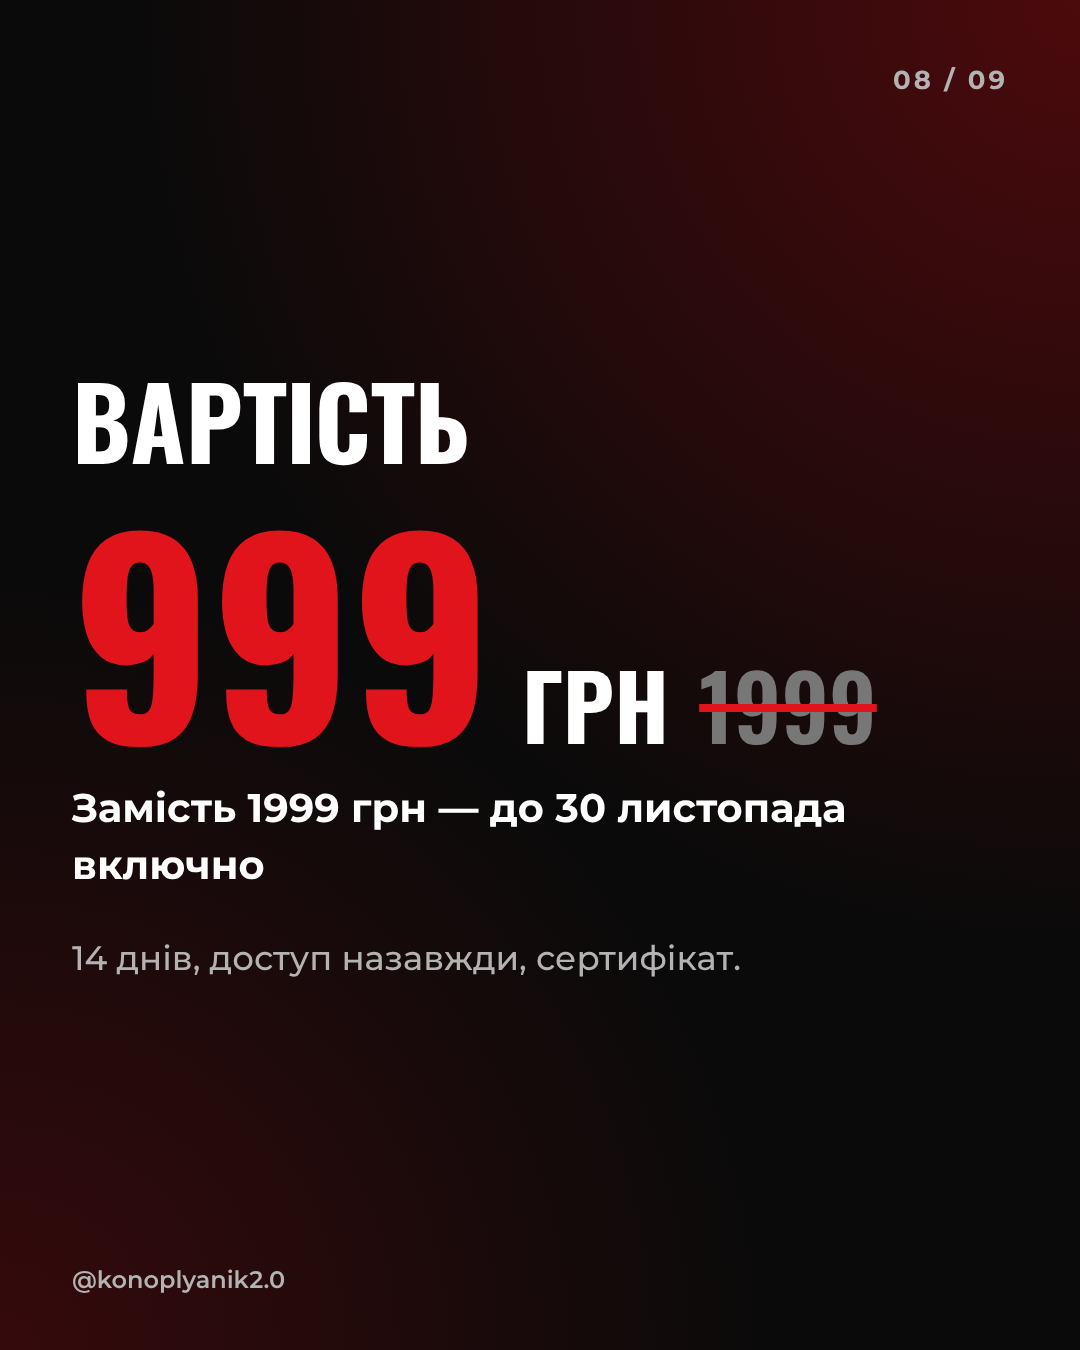 08 / 09
ВАРТІСТЬ
999 ГРН 1999
Замість 1999 грн — до 30 листопада
включно
14 днів, доступ назавжди, сертифікат.
@konoplyanik2.0